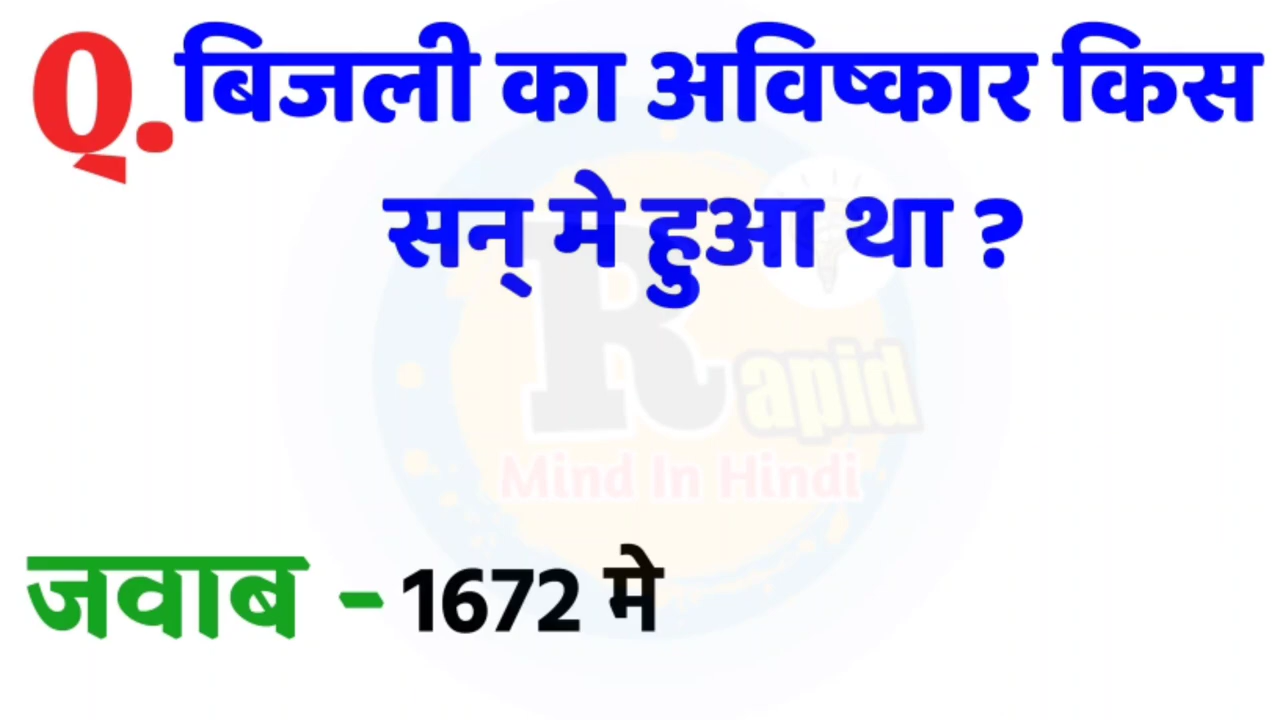 Q. बिजली का अविष्कार किस
सन् मे हुआ था ?
Rapid
Mind In Hindi
जवाब - 1672 मे